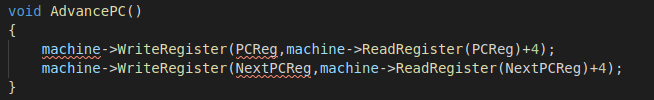 void AdvancePC()
{
machine->WriteRegister(PCReg,machine->ReadRegister(PCReg)+4);
machine->WriteRegister(NextPCReg,machine->ReadRegister(NextPCReg)+4);
}